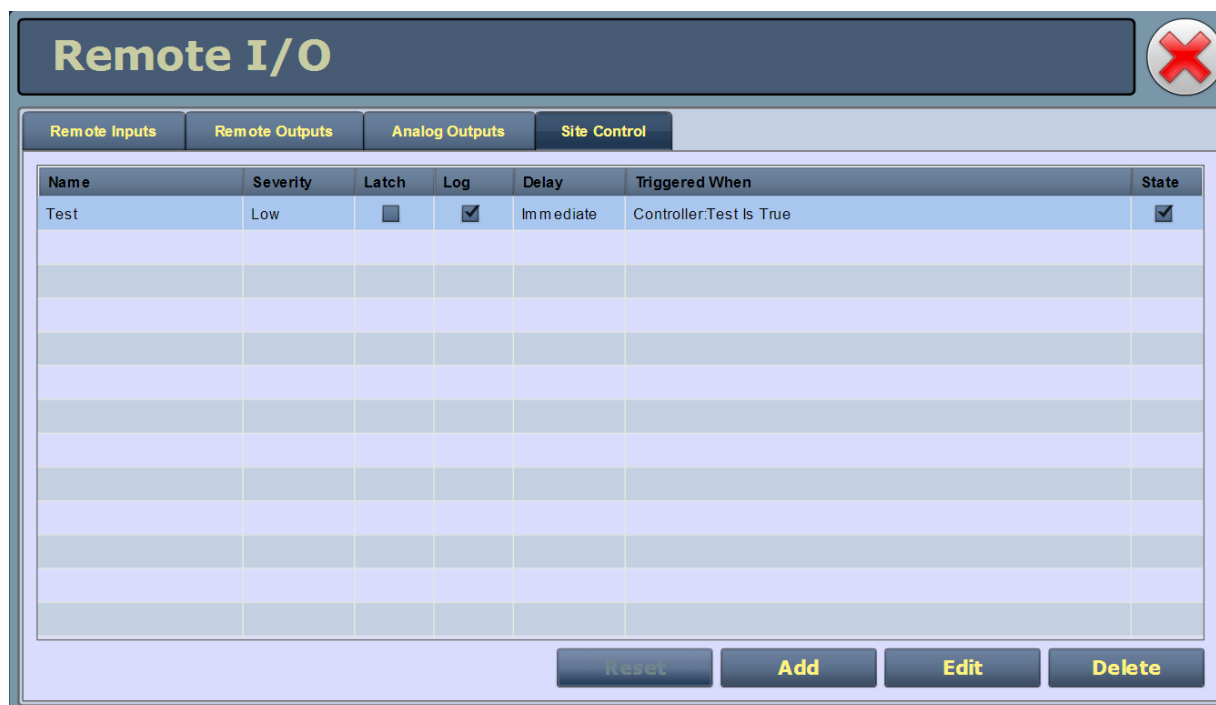 Remote I/O
Remote Inputs Remote Outputs Analog Outputs Site Control
Name Severity Latch Log Delay Triggered When State
Test Low Immediate Controller:Test Is True
Reset Add Edit Delete